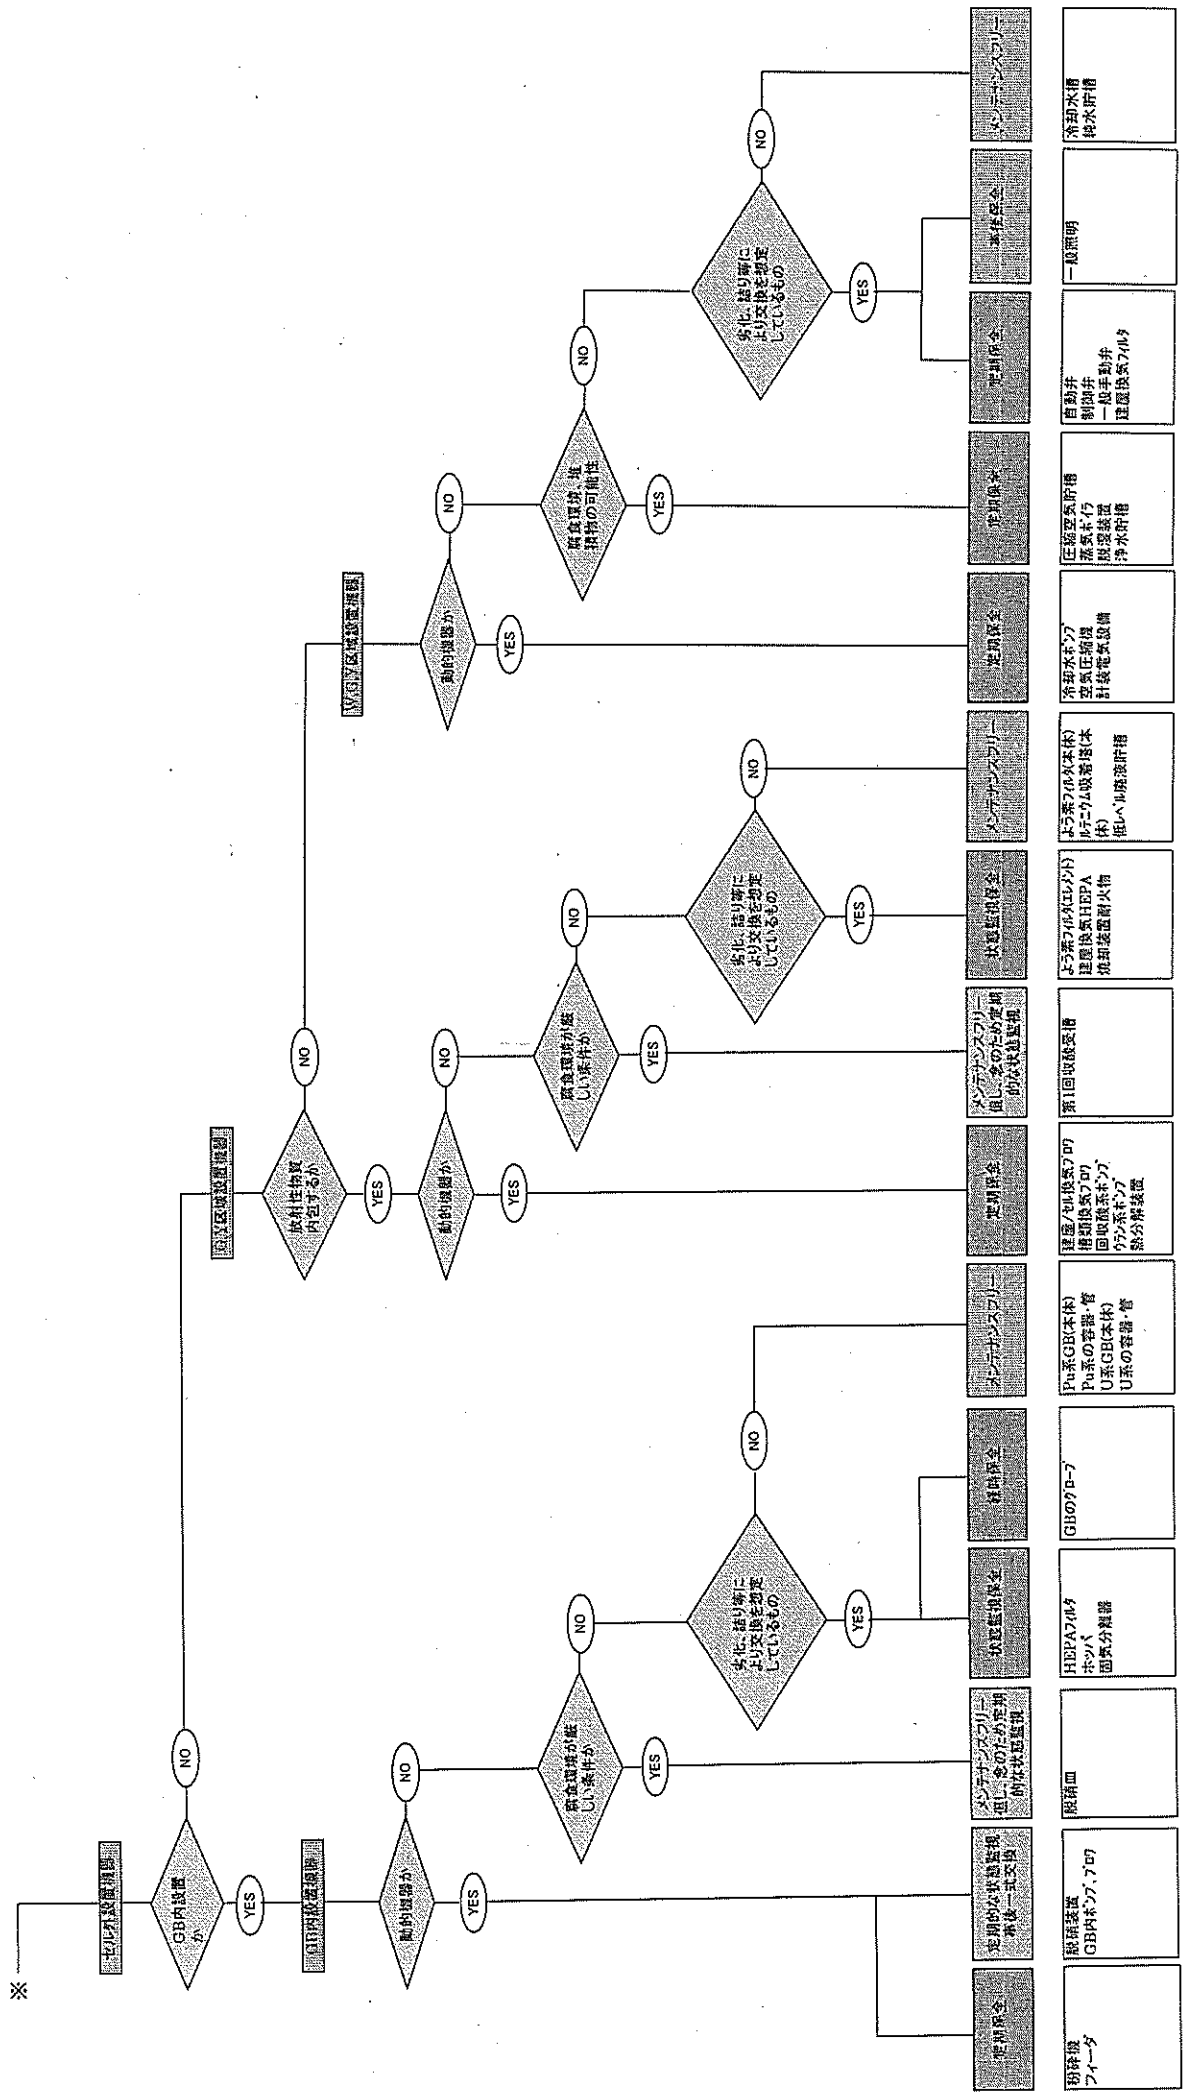 ※
セル外設置機器
GB内設置
か
NO
YES
GB内設置機器
動的機器か
NO
YES
腐食環境が厳
しい条件か
NO
YES
劣化、詰り等に
より交換を想定
しているもの
NO
YES
G,Y区域設置機器
放射性物質
内包するか
NO
YES
動的機器か
NO
YES
腐食環境が厳
しい条件か
NO
YES
劣化、詰り等に
より交換を想定
しているもの
NO
YES
W,G,Y区域設置機器
動的機器か
NO
YES
腐食環境、堆
積物の可能性
NO
YES
劣化、詰り等に
より交換を想定
しているもの
NO
YES
定期保全
粉砕機
フィーダ
定期的な状態監視
事後一式交換
脱硝装置
GB内ポンプ、ブロワ
メンテナンスフリー
但し、念のため定期
的な状態監視
脱硝皿
状態監視保全
HEPAフィルタ
ホッパ
固気分離器
経時保全
GBのグローブ
メンテナンスフリー
Pu系GB(本体)
Pu系の容器・管
U系GB(本体)
U系の容器・管
定期保全
建屋/セル換気ブロワ
槽類換気ブロワ
回収酸系ポンプ
ウラン系ポンプ
熱分解装置
メンテナンスフリー
但し、念のため定期
的な状態監視
第1回収酸受槽
状態監視保全
よう素フィルタ(エレメント)
建屋換気HEPA
焼却装置耐火物
メンテナンスフリー
よう素フィルタ(本体)
ルテニウム吸着塔(本
体)
低レベル廃液貯槽
定期保全
冷却水ポンプ
空気圧縮機
計装電気設備
定期保全
圧縮空気貯槽
蒸気ボイラ
脱湿装置
浄水貯槽
定期保全
自動弁
制御弁
一般手動弁
建屋換気フィルタ
事後保全
一般照明
メンテナンスフリー
冷却水槽
純水貯槽